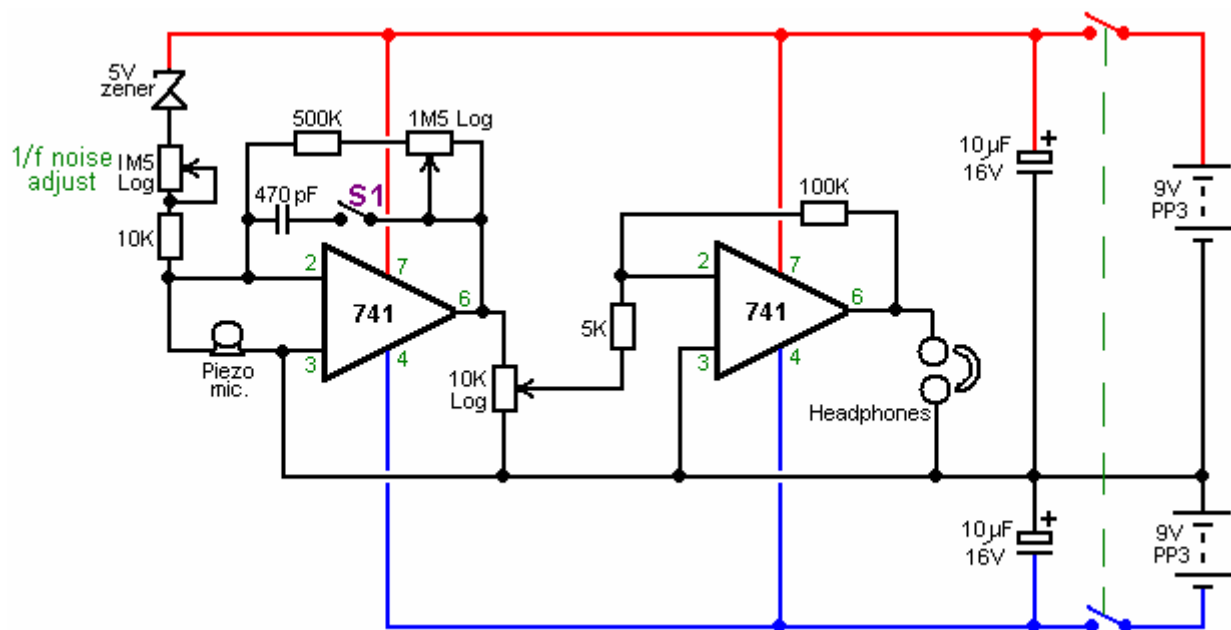 5V
zener
1/f noise
adjust
1M5
Log
10K
500K
1M5 Log
470 pF
S1
2
7
741
6
3
4
Piezo
mic.
10K
Log
5K
100K
2
7
741
6
3
4
Headphones
10µF
16V
+
9V
PP3
10µF
16V
+
9V
PP3